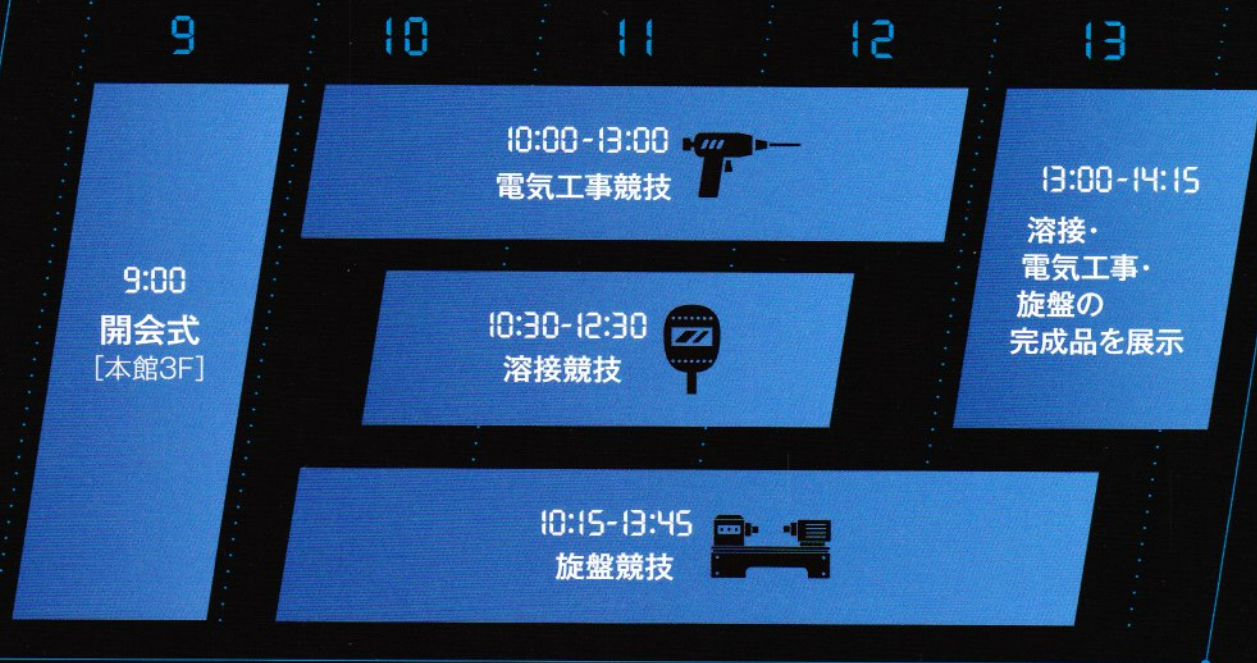 9
10
11
12
13
9:00
開会式
[本館3F]
10:00-13:00
電気工事競技
10:30-12:30
溶接競技
10:15-13:45
旋盤競技
13:00-14:15
溶接・
電気工事・
旋盤の
完成品を展示